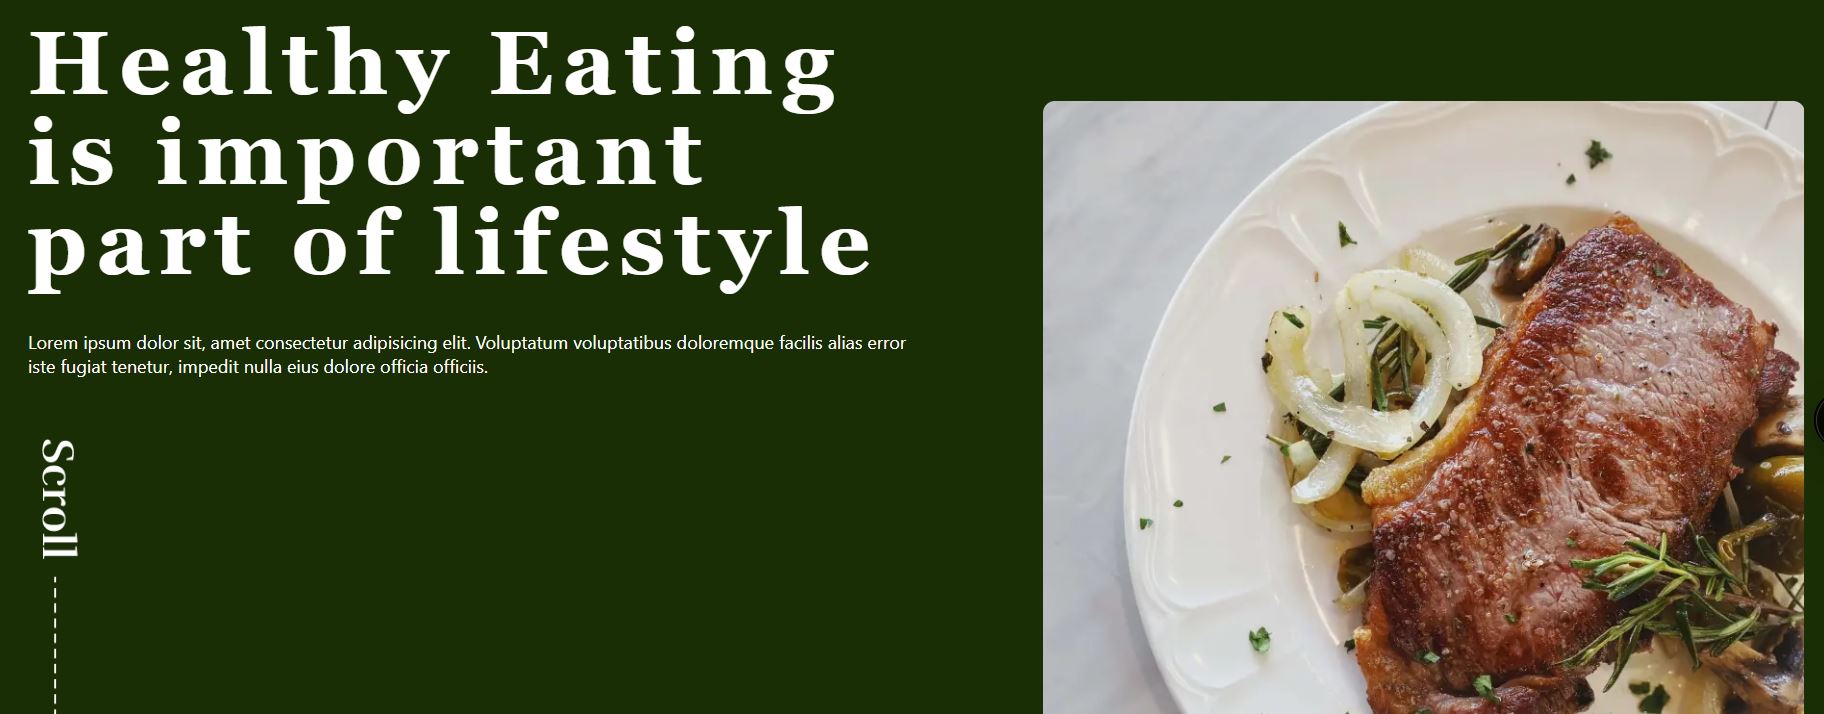 Healthy Eating
is important
part of lifestyle
Lorem ipsum dolor sit, amet consectetur adipisicing elit. Voluptatum voluptatibus doloremque facilis alias error
iste fugiat tenetur, impedit nulla eius dolore officia officiis.
Scroll